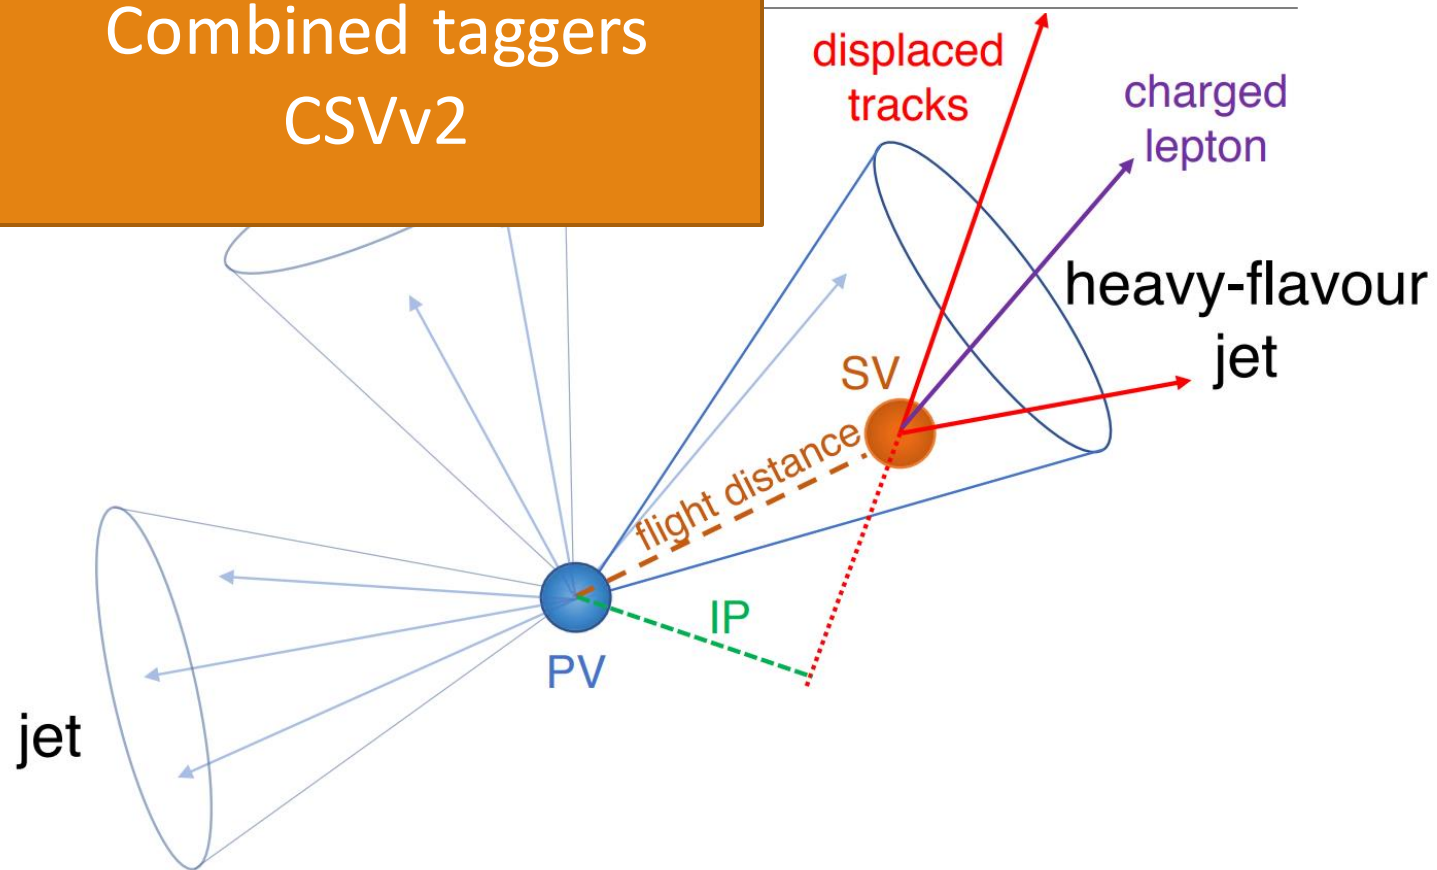 Combined taggers
CSVv2
displaced
tracks
charged
lepton
heavy-flavour
jet
SV
flight distance
IP
PV
jet